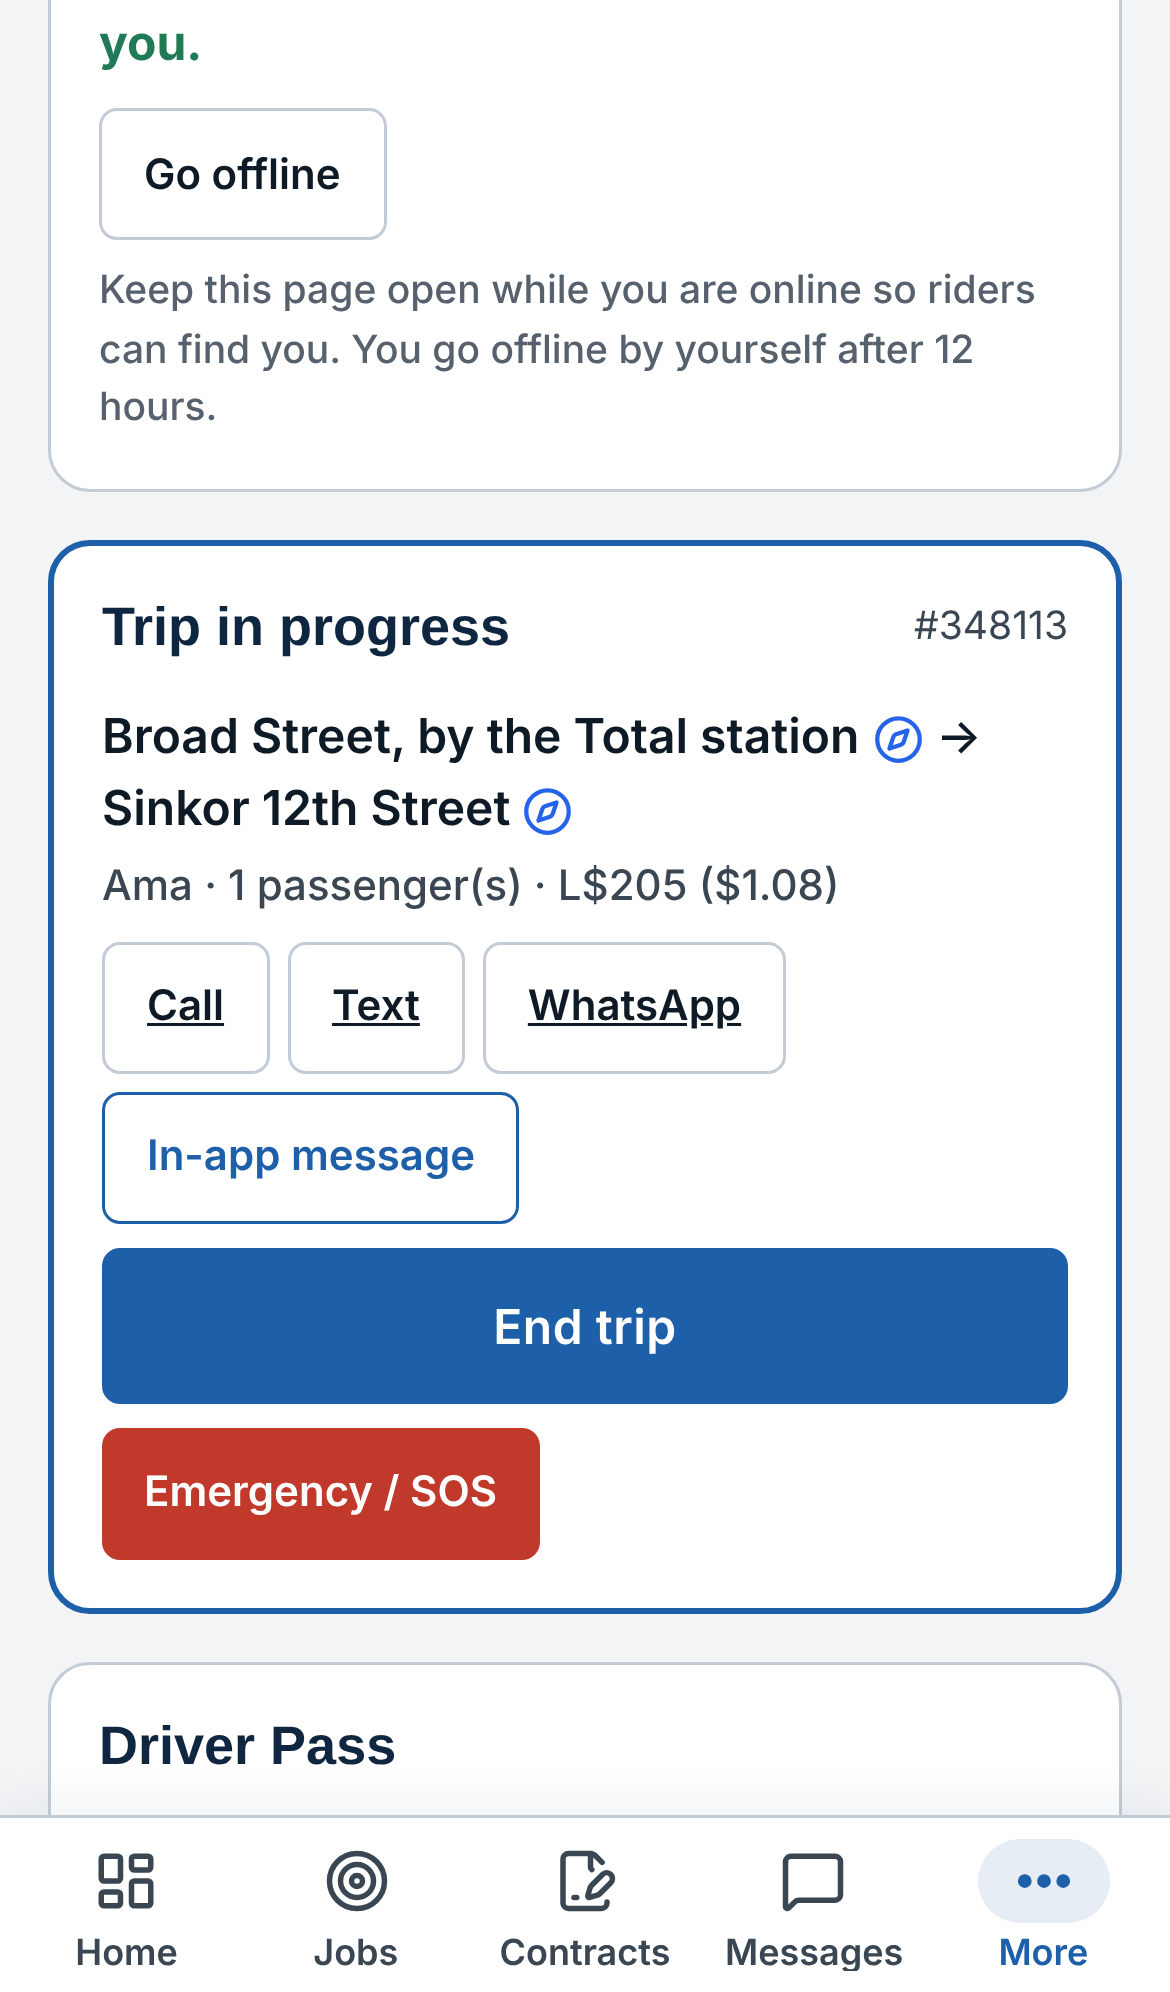 you.
Go offline
Keep this page open while you are online so riders
can find you. You go offline by yourself after 12
hours.
Trip in progress
#348113
Broad Street, by the Total station →
Sinkor 12th Street
Ama · 1 passenger(s) · L$205 ($1.08)
Call
Text
WhatsApp
In-app message
End trip
Emergency / SOS
Driver Pass
Home
Jobs
Contracts
Messages
More